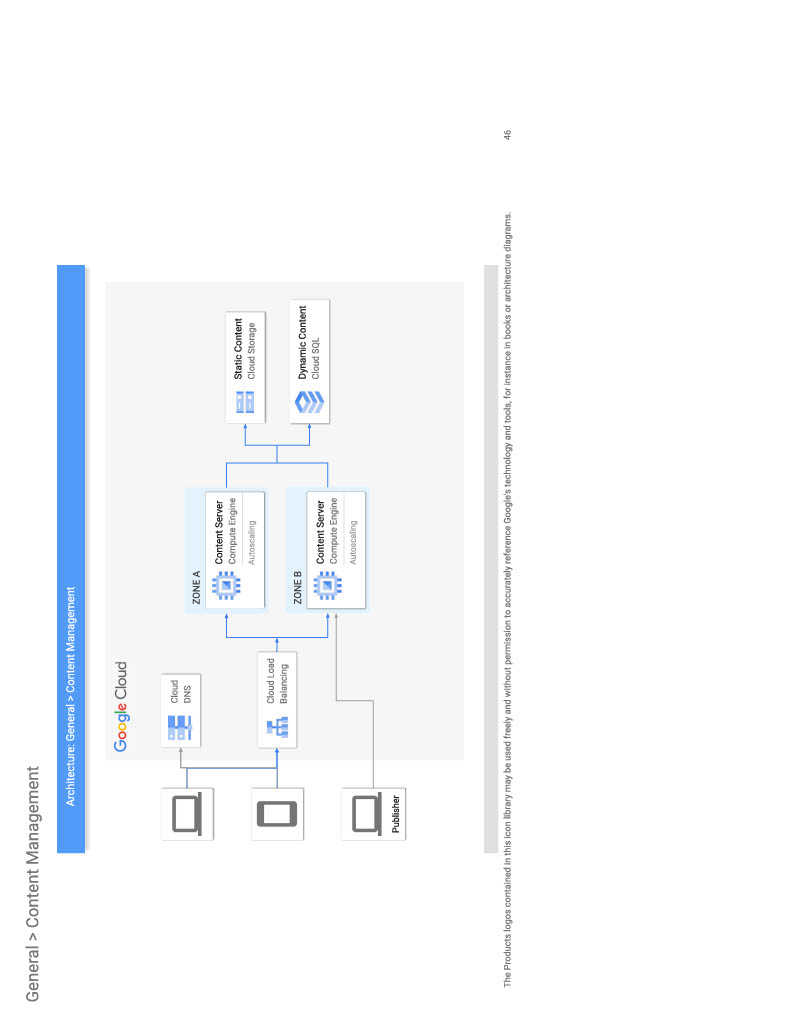 General > Content Management
Architecture: General > Content Management
Google Cloud
Cloud
DNS
Cloud Load
Balancing
Publisher
ZONE A
Content Server
Compute Engine
Autoscaling
ZONE B
Content Server
Compute Engine
Autoscaling
Static Content
Cloud Storage
Dynamic Content
Cloud SQL
The Products logos contained in this icon library may be used freely and without permission to accurately reference Google's technology and tools, for instance in books or architecture diagrams.
46